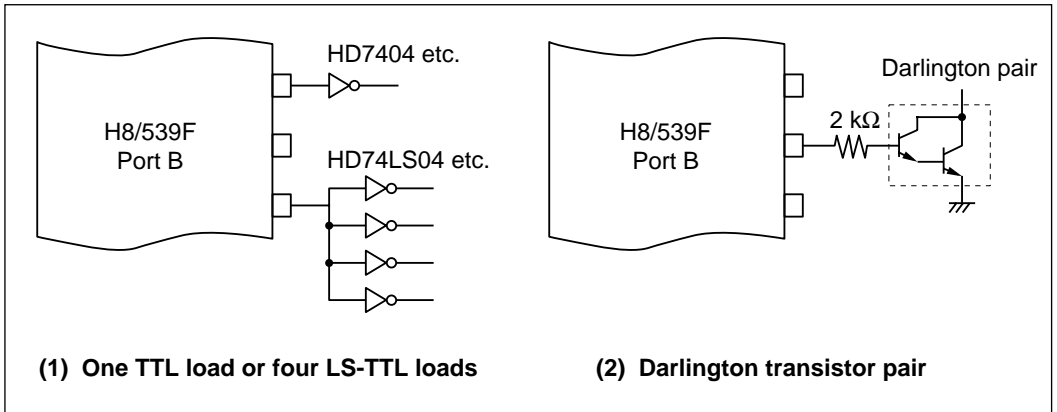 HD7404 etc.
H8/539F
Port B
HD74LS04 etc.
(1) One TTL load or four LS-TTL loads
Darlington pair
2 kΩ
H8/539F
Port B
(2) Darlington transistor pair